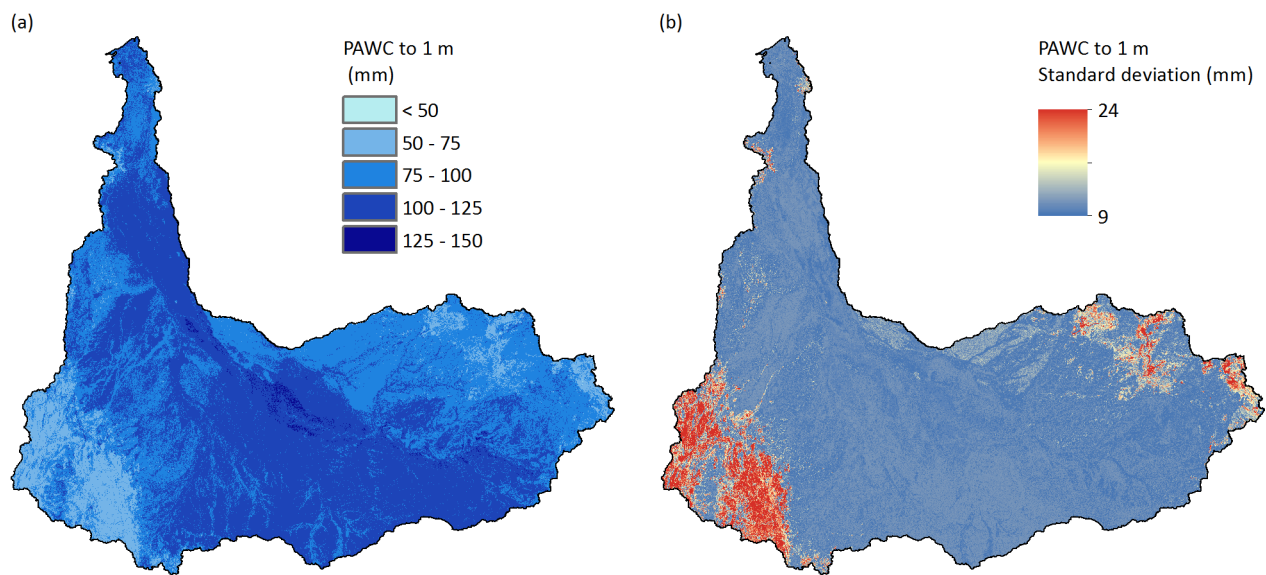 (a)
PAWC to 1 m
(mm)
< 50
50 - 75
75 - 100
100 - 125
125 - 150
(b)
PAWC to 1 m
Standard deviation (mm)
24
9